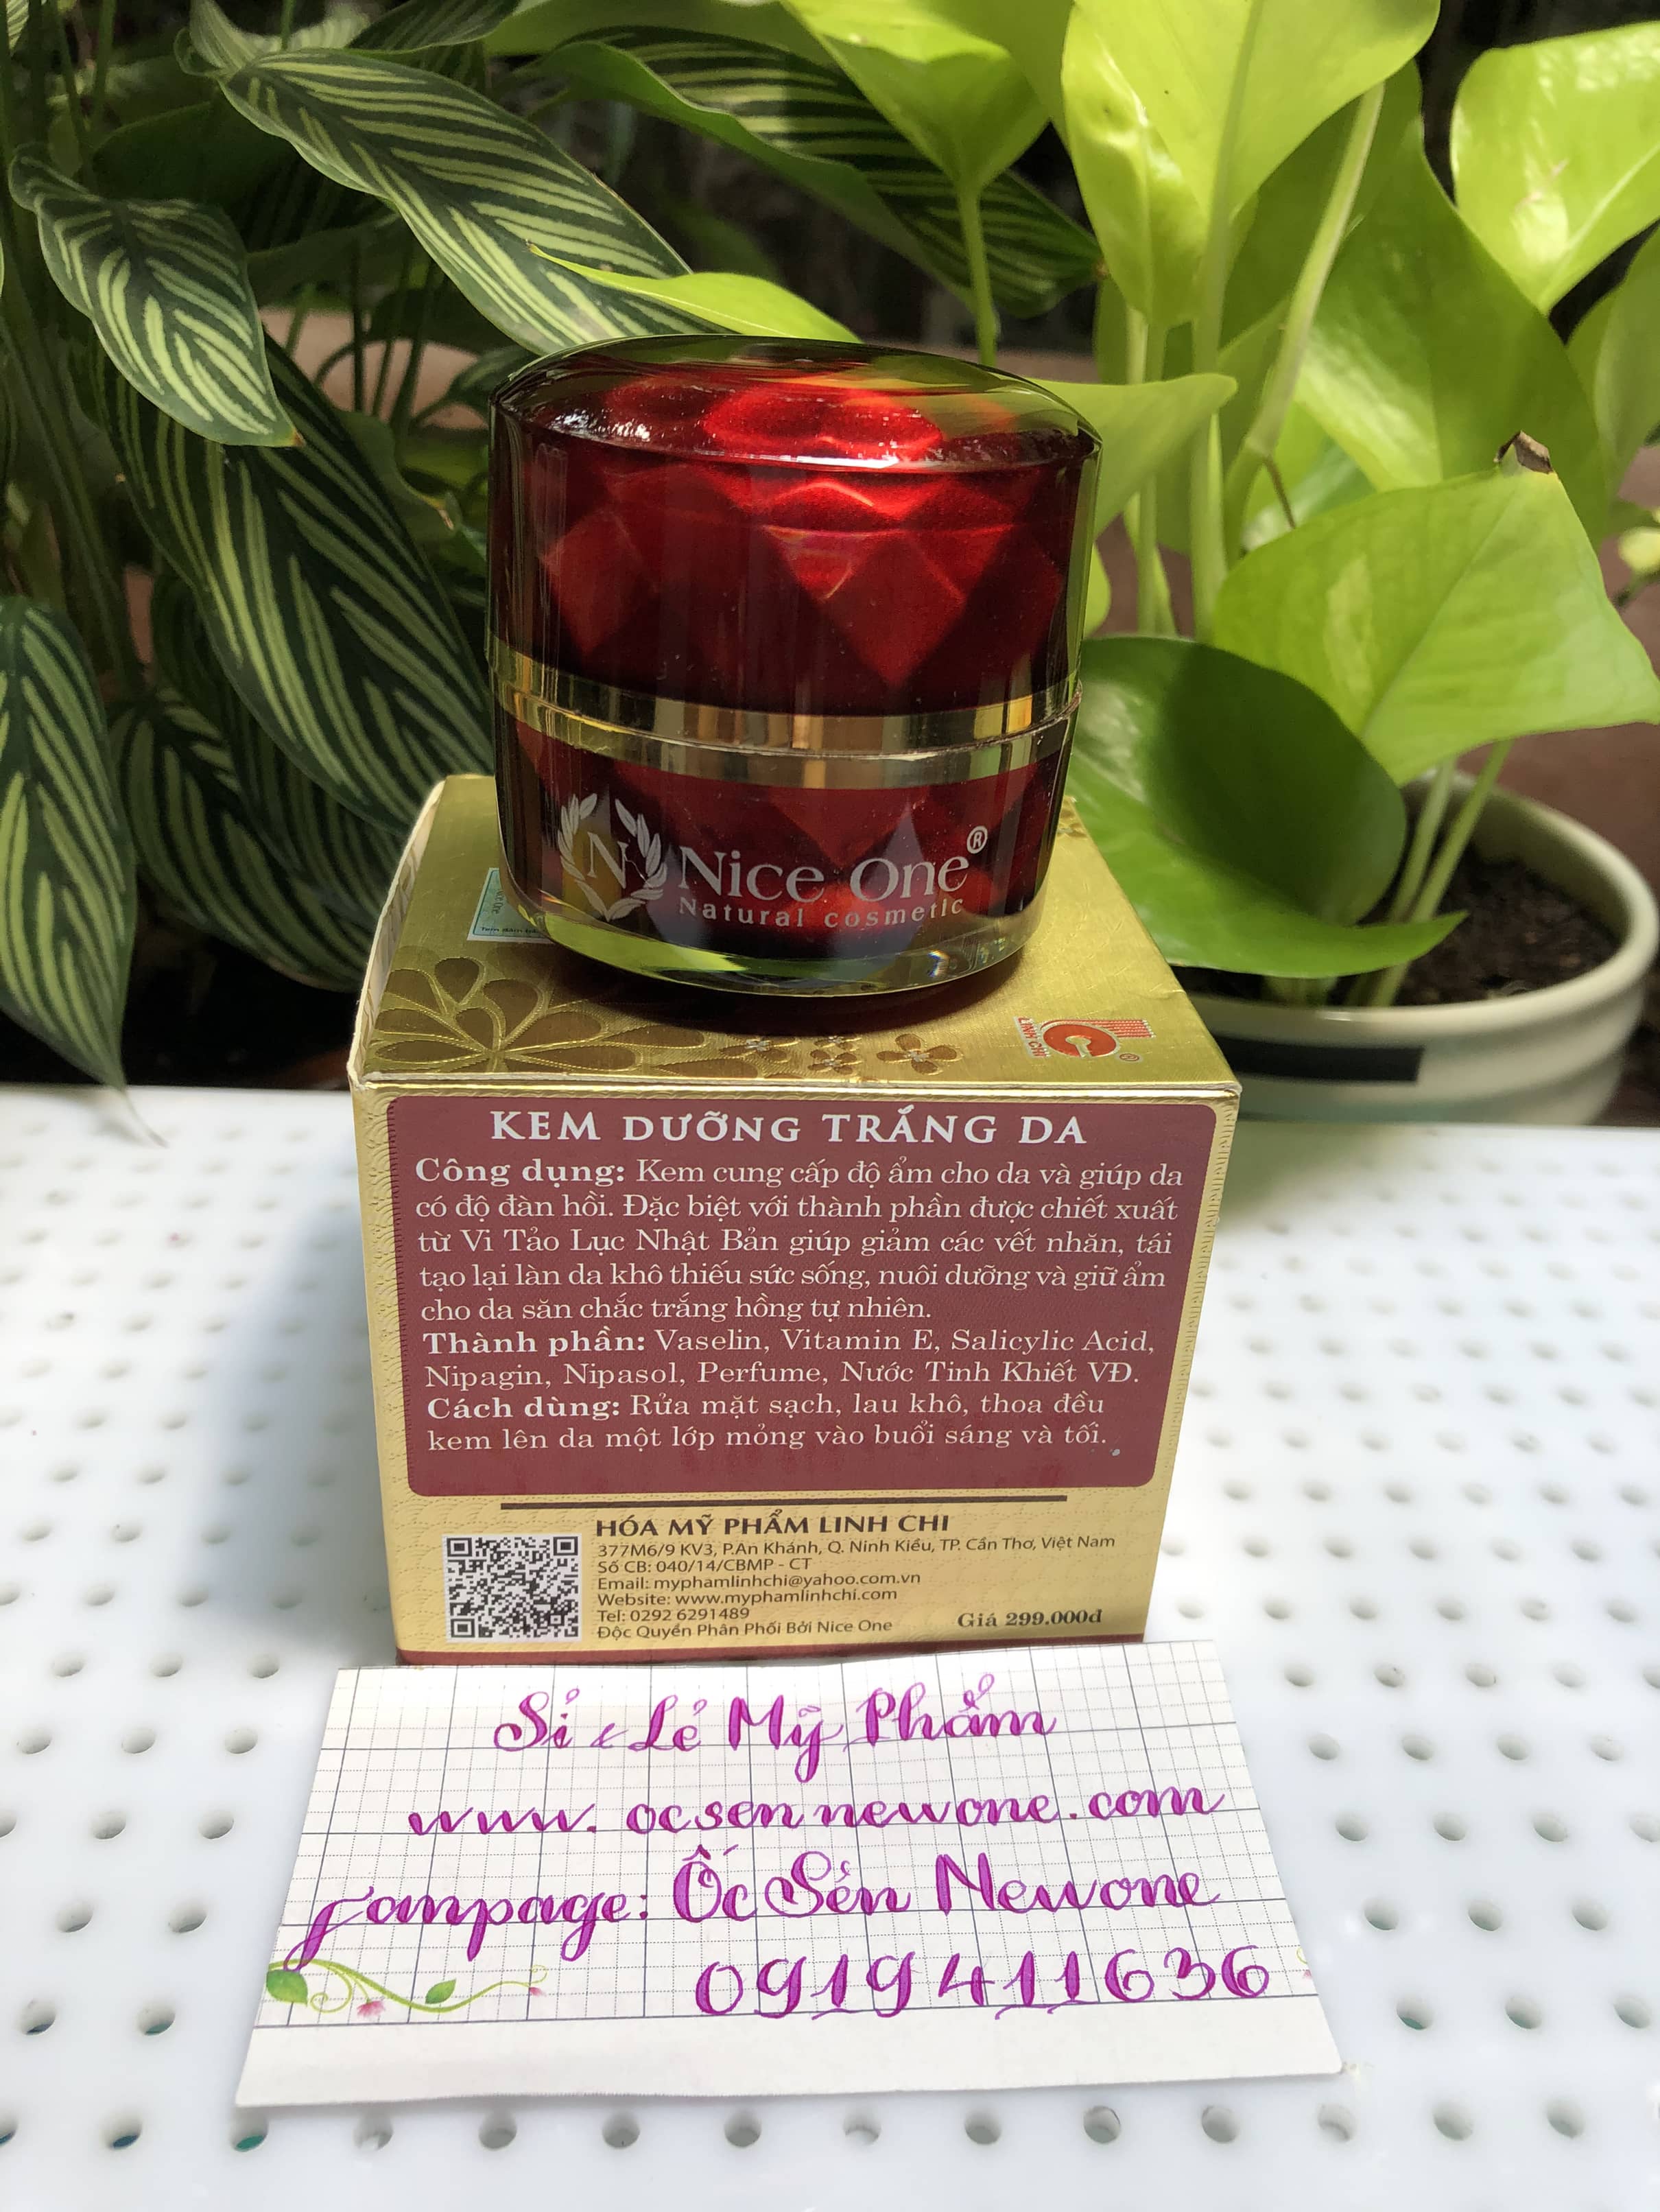 Nice One®
Natural cosmetic
LINH CHI ®
KEM DƯỠNG TRẮNG DA
Công dụng: Kem cung cấp độ ẩm cho da và giúp da
có độ đàn hồi. Đặc biệt với thành phần được chiết xuất
từ Vi Tảo Lục Nhật Bản giúp giảm các vết nhăn, tái
tạo lại làn da khô thiếu sức sống, nuôi dưỡng và giữ ẩm
cho da săn chắc trắng hồng tự nhiên.
Thành phần: Vaselin, Vitamin E, Salicylic Acid,
Nipagin, Nipasol, Perfume, Nước Tinh Khiết VĐ.
Cách dùng: Rửa mặt sạch, lau khô, thoa đều
kem lên da một lớp mỏng vào buổi sáng và tối.
HÓA MỸ PHẨM LINH CHI
377M6/9 KV3, P.An Khánh, Q. Ninh Kiều, TP. Cần Thơ, Việt Nam
Số CB: 040/14/CBMP - CT
Email: myphamlinhchi@yahoo.com.vn
Website: www.myphamlinhchi.com
Tel: 0292 6291489
Độc Quyền Phân Phối Bởi Nice One
Giá 299.000đ
Sỉ & Lẻ Mỹ Phẩm
www.ocsennewone.com
Fanpage: Ốc Sên Newone
0919411636